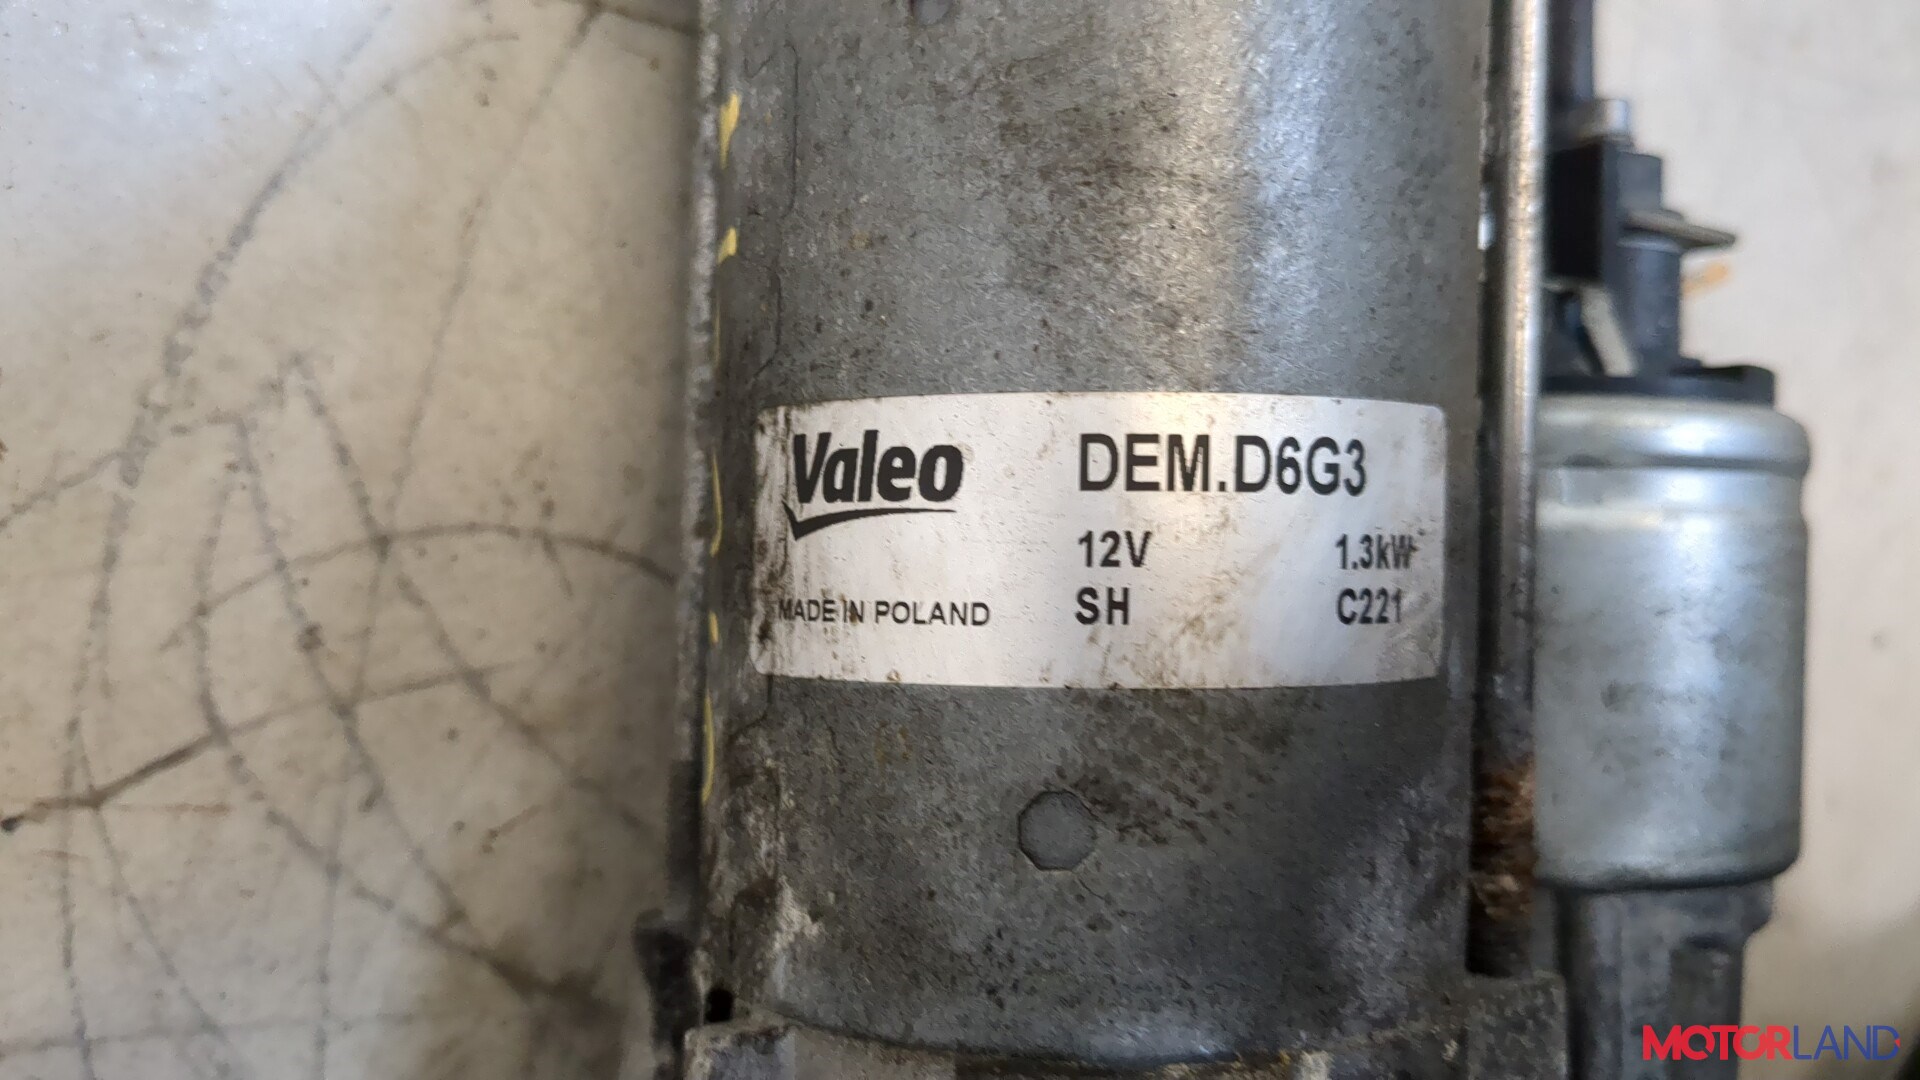 Valeo DEM.D6G3
12V 1.3kW
MADE IN POLAND SH C221
MOTORLAND